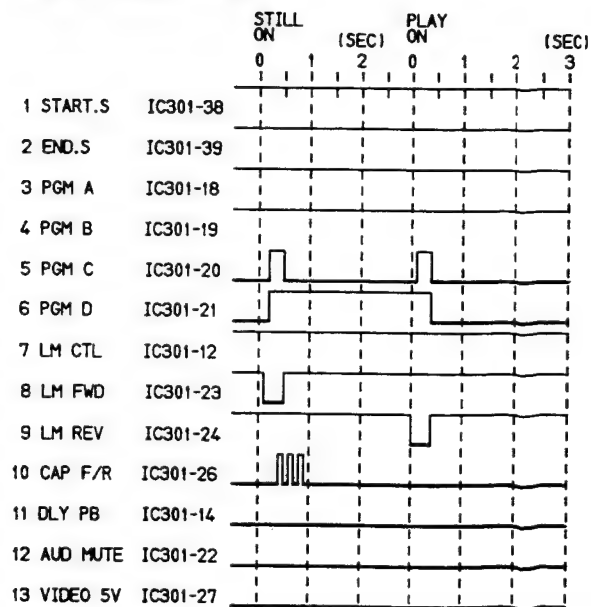 STILL PLAY
ON (SEC) ON (SEC)
0 1 2 0 1 2 3
1 START.S IC301-38
2 END.S IC301-39
3 PGM A IC301-18
4 PGM B IC301-19
5 PGM C IC301-20
6 PGM D IC301-21
7 LM CTL IC301-12
8 LM FWD IC301-23
9 LM REV IC301-24
10 CAP F/R IC301-26
11 DLY PB IC301-14
12 AUD MUTE IC301-22
13 VIDEO 5V IC301-27